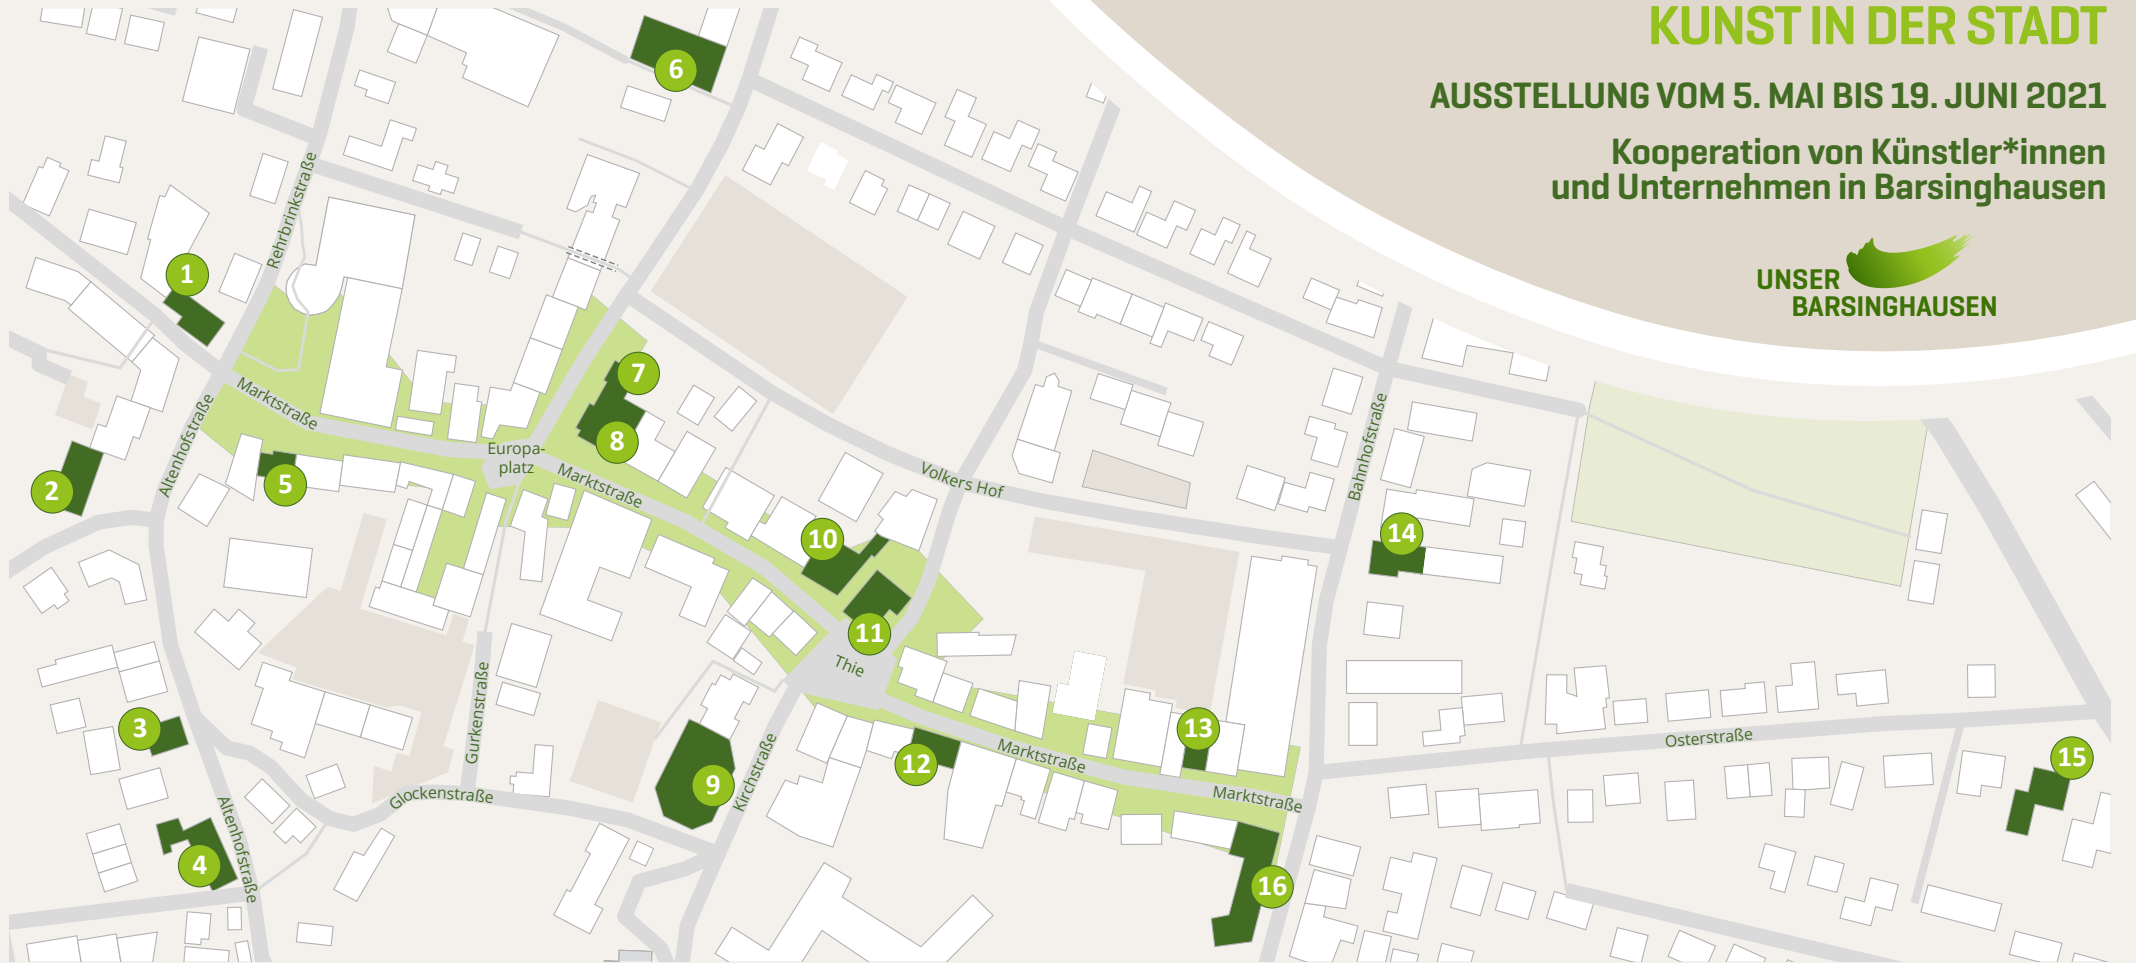 KUNST IN DER STADT
AUSSTELLUNG VOM 5. MAI BIS 19. JUNI 2021
Kooperation von Künstler*innen
und Unternehmen in Barsinghausen
UNSER
BARSINGHAUSEN
6
Rehrbrinkstraße
1
7
Marktstraße
Altenhofstraße
8
Europa-
platz
Marktstraße
Volkers Hof
Bahnhofstraße
2
5
10
14
11
Thie
Gurkenstraße
3
9
Kirchstraße
12
13
Marktstraße
Marktstraße
Osterstraße
15
Glockenstraße
Altenhofstraße
4
16